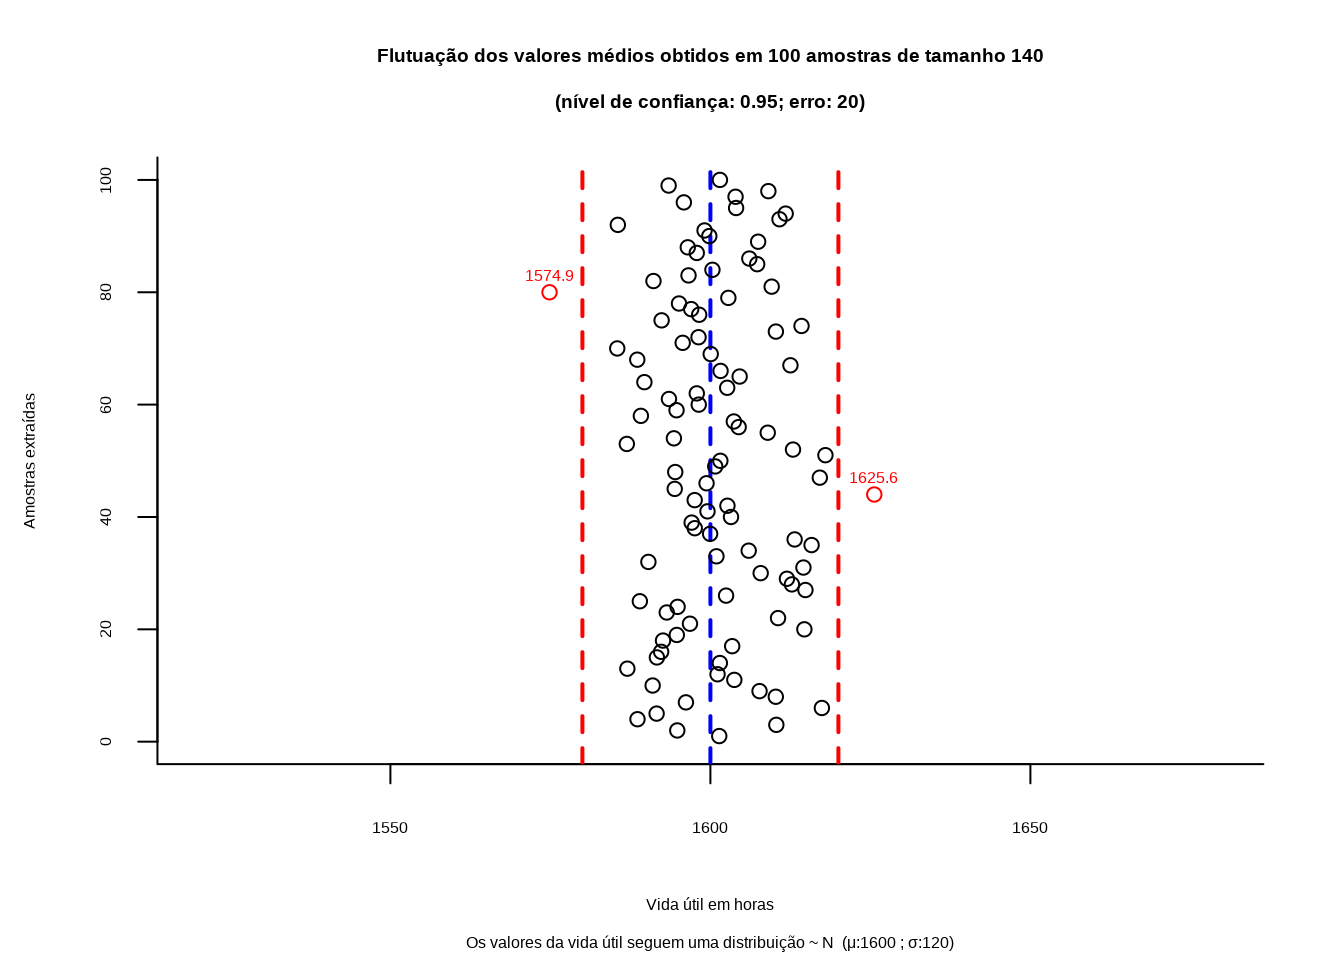 Flutuação dos valores médios obtidos em 100 amostras de tamanho 140
(nível de confiança: 0.95; erro: 20)
100
80
60
40
20
0
Amostras extraídas
1574.9
1625.6
1550
1600
1650
Vida útil em horas
Os valores da vida útil seguem uma distribuição ~ N  (μ:1600 ; σ:120)